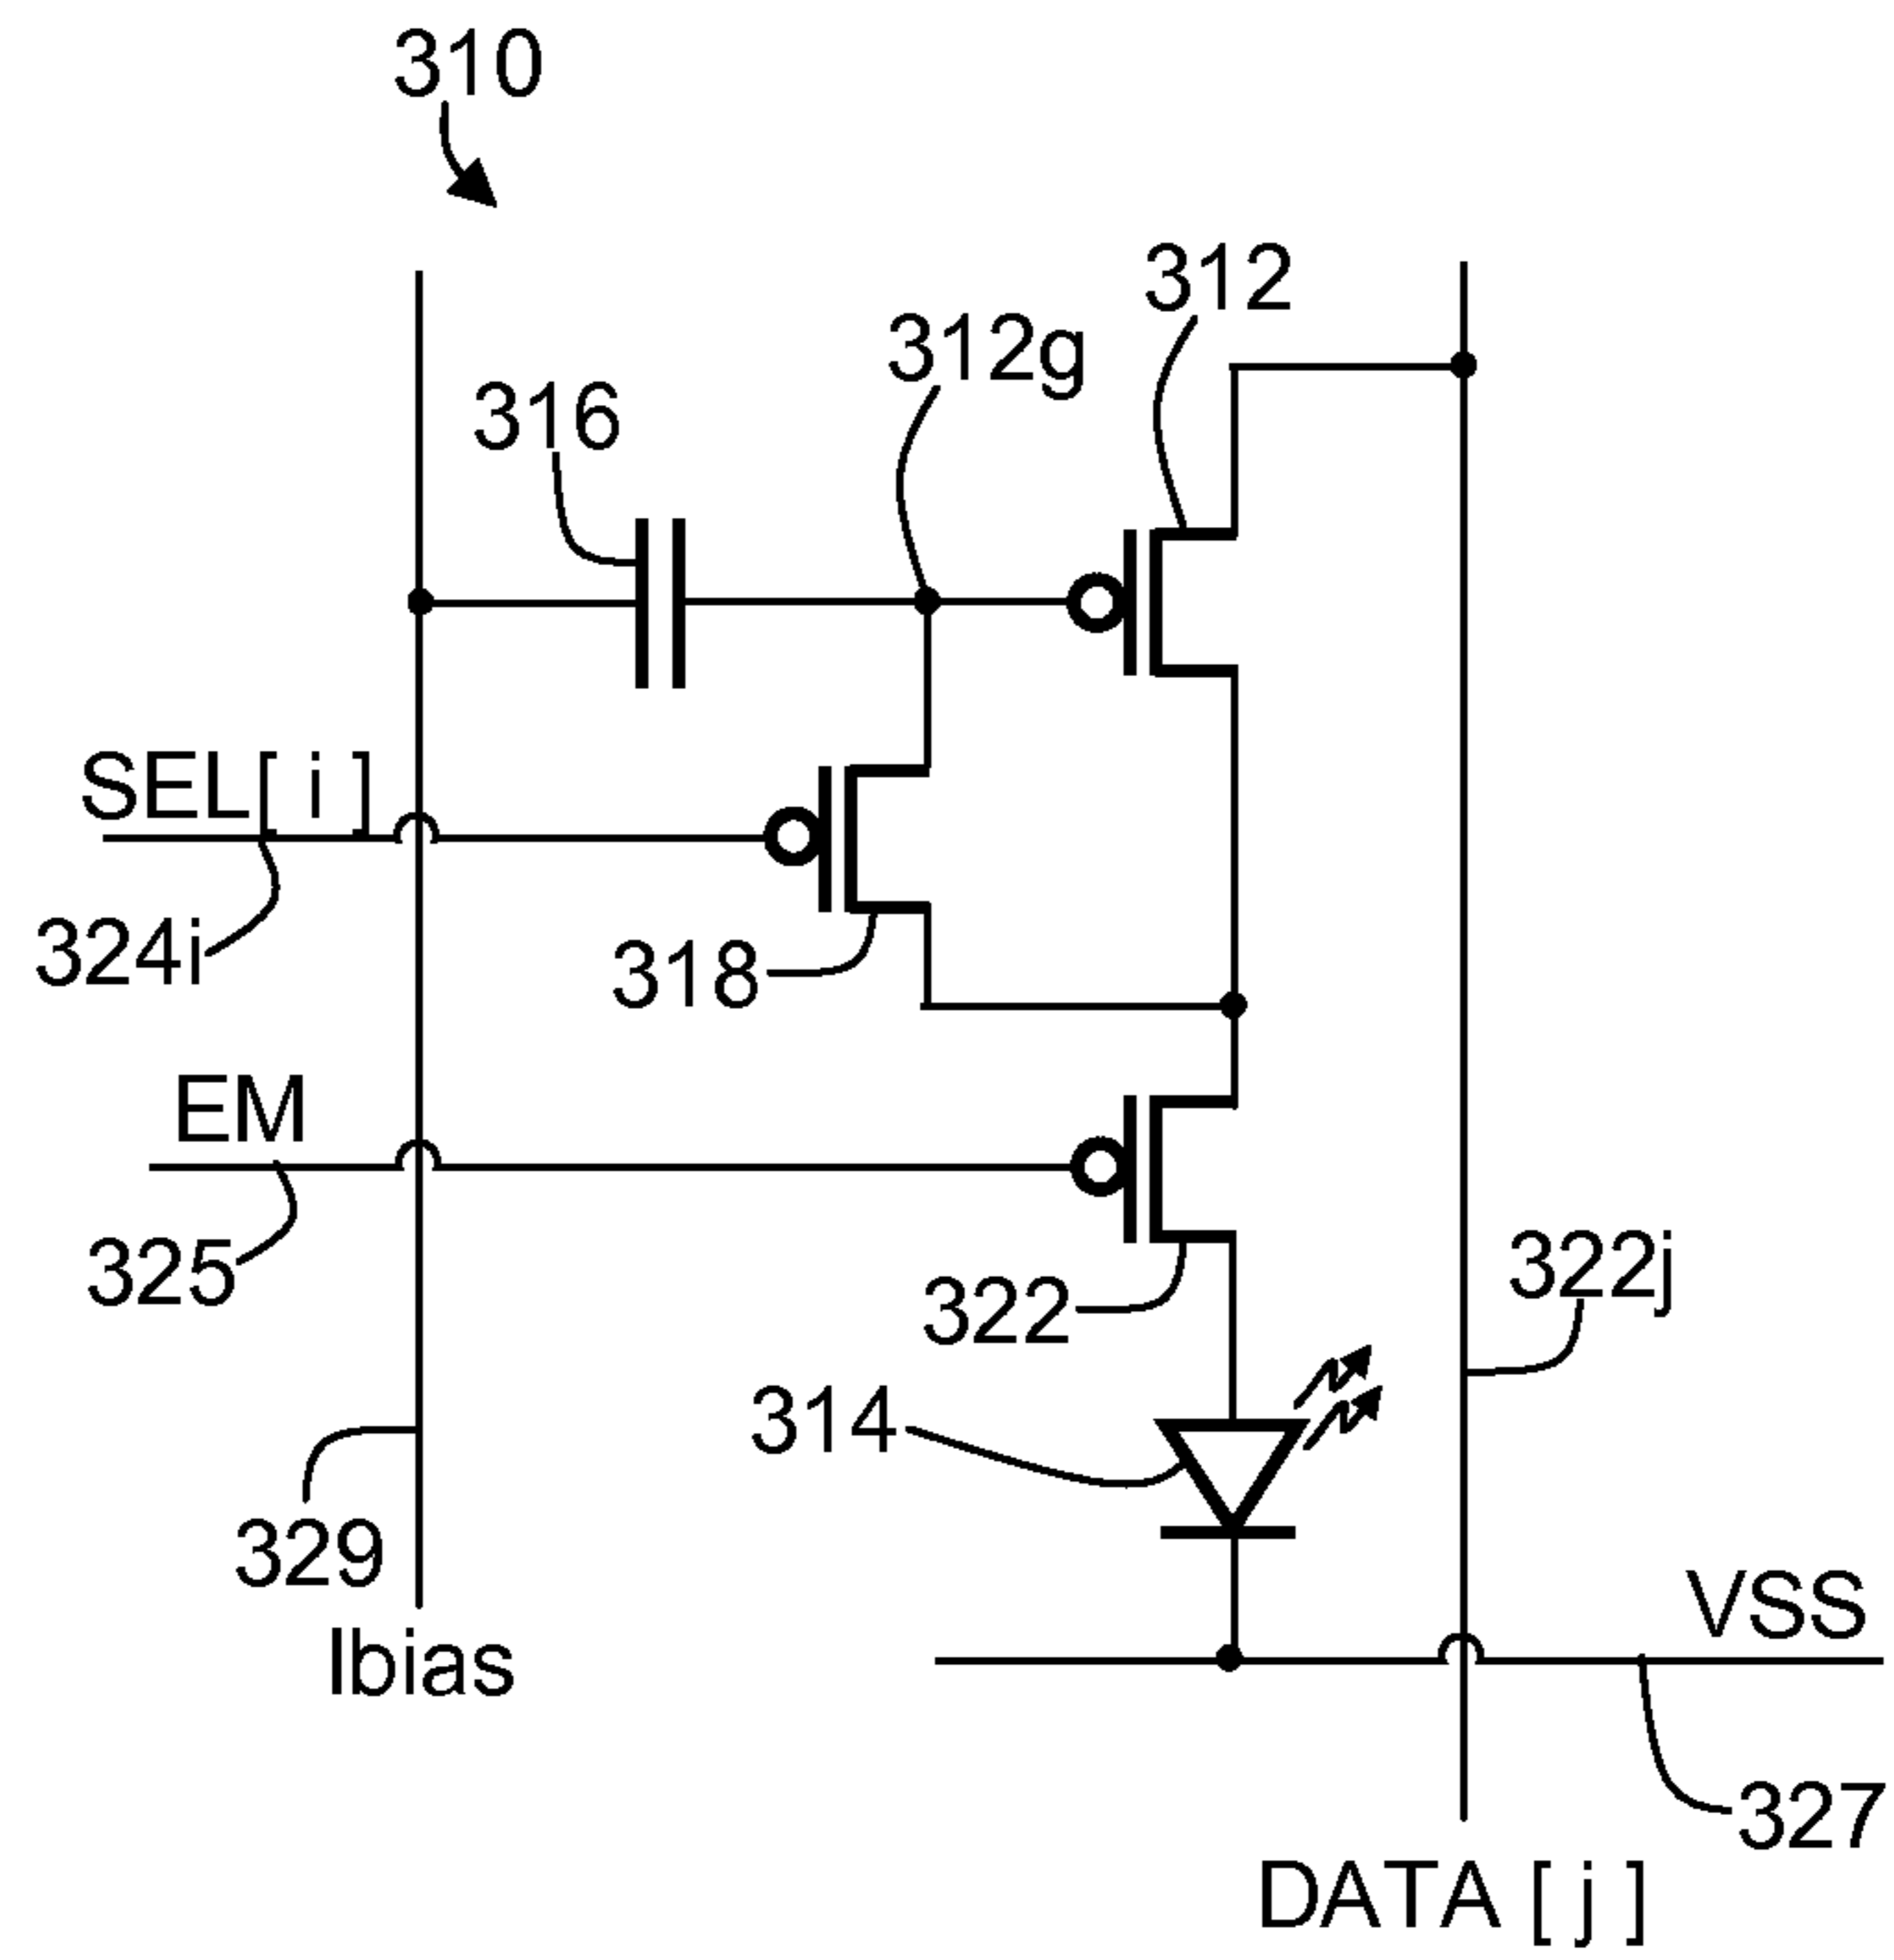 310
312
312g
316
SEL[ i ]
324i
318
EM
325
322
322j
314
329
Ibias
VSS
327
DATA [ j ]